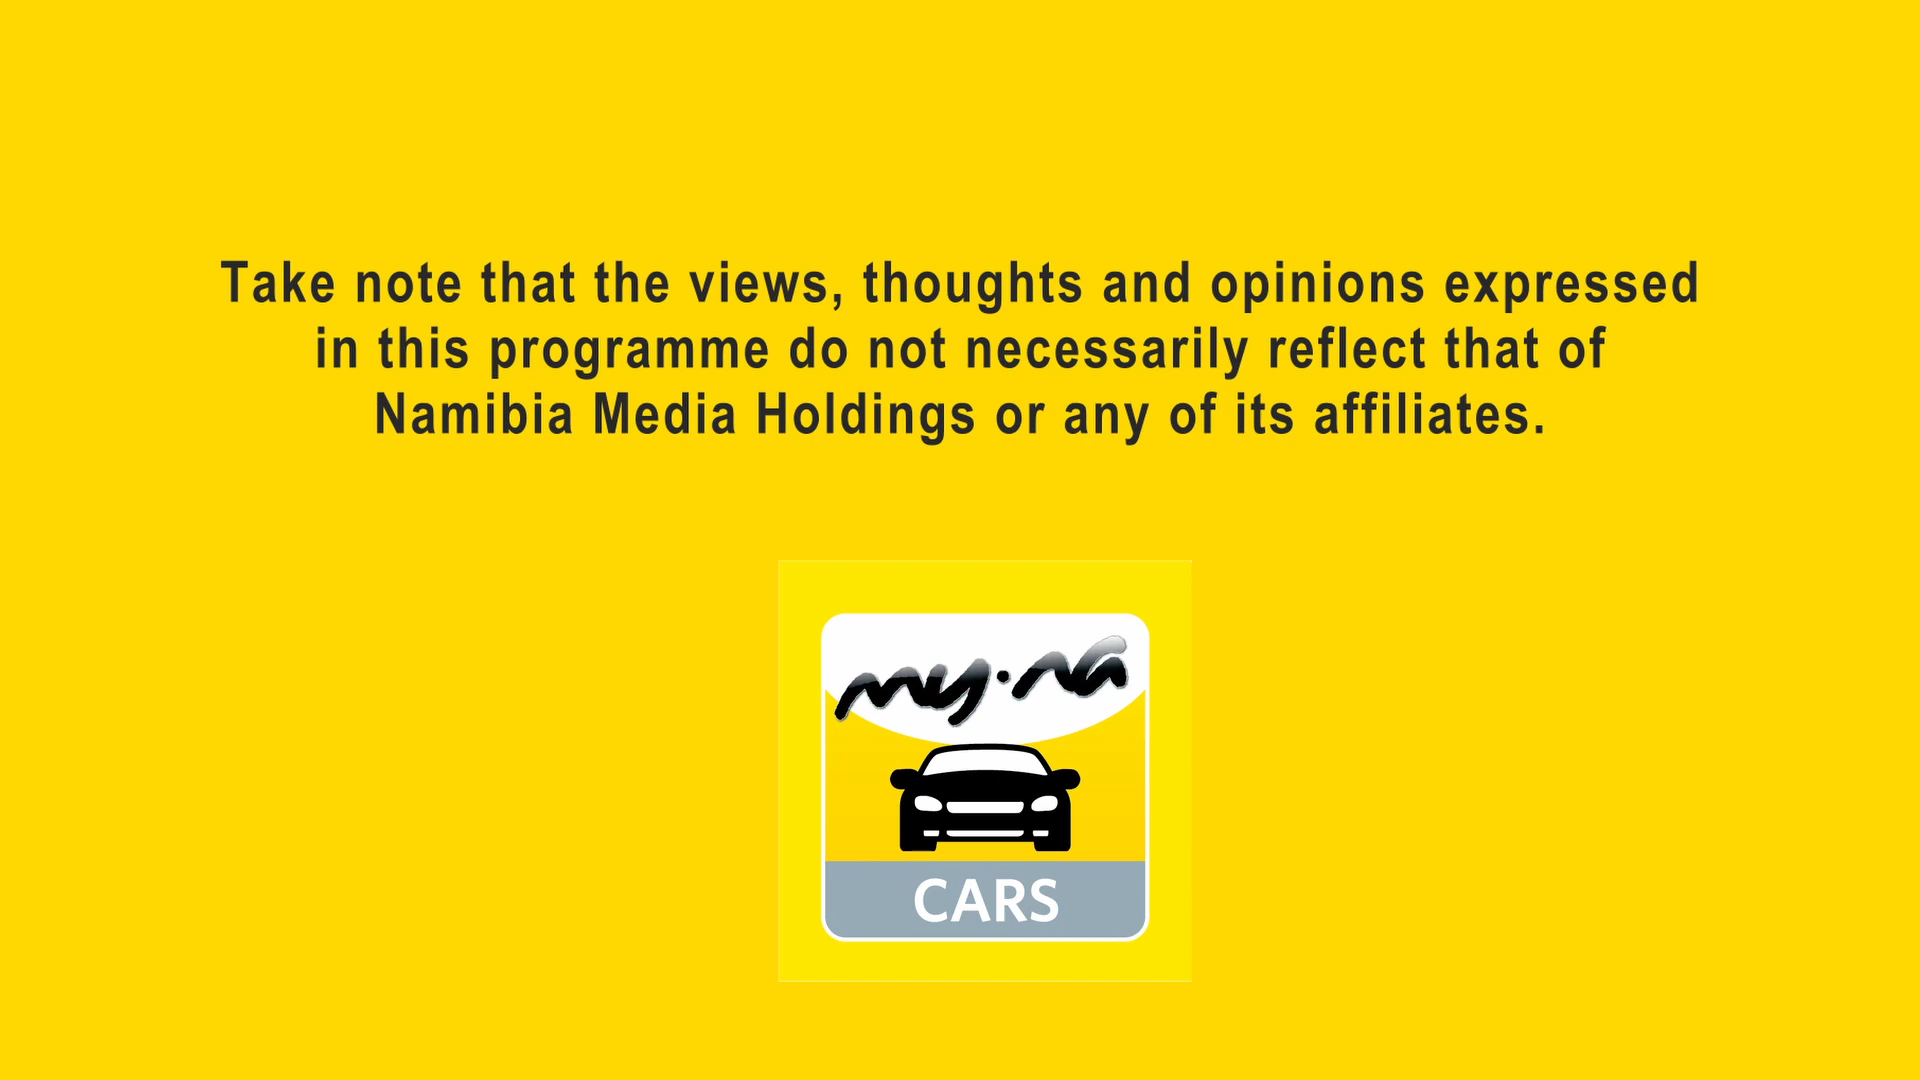 Take note that the views, thoughts and opinions expressed
in this programme do not necessarily reflect that of
Namibia Media Holdings or any of its affiliates.
my·na
CARS